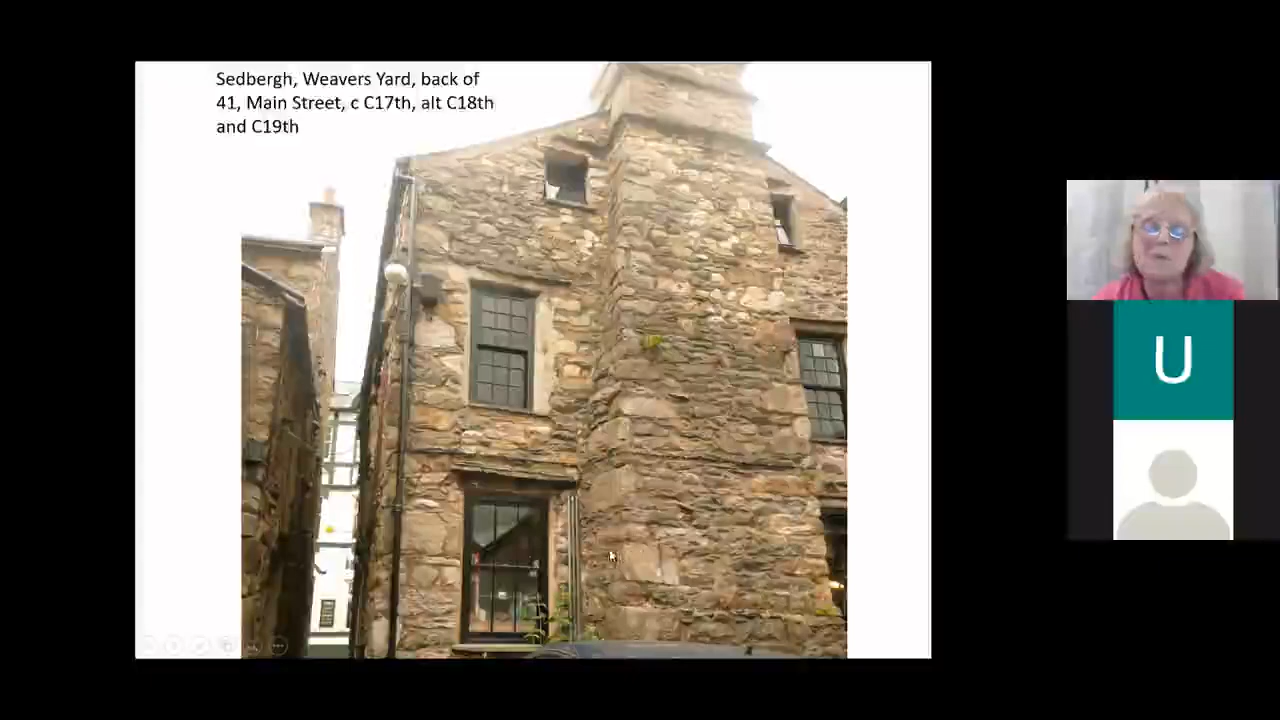 Sedbergh, Weavers Yard, back of
41, Main Street, c C17th, alt C18th
and C19th
U